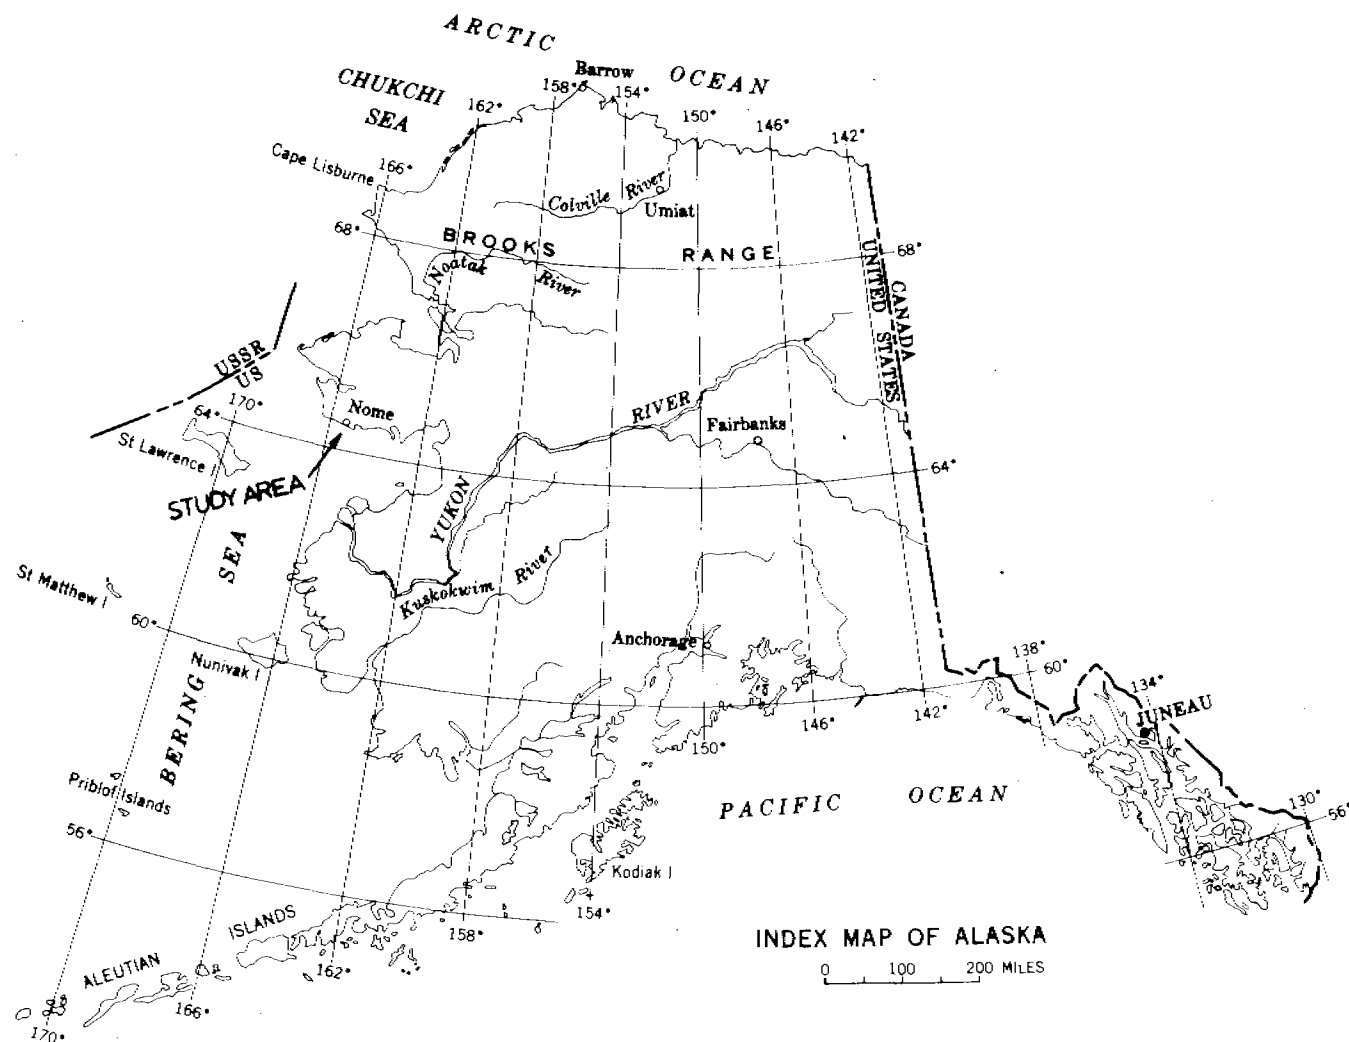 ARCTIC OCEAN
Barrow
CHUKCHI
SEA
158°
154°
162°
150°
146°
142°
Cape Lisburne
166°
Colville River
Umiat
68°
BROOKS RANGE
68°
Noatak River
UNITED STATES
CANADA
USSR
US
170°
64°
Nome
St Lawrence I
STUDY AREA
YUKON RIVER
Fairbanks
64°
BERING SEA
St Matthew I
Kuskokwim River
60°
Nunivak I
Anchorage
138°
60°
134°
JUNEAU
150°
146°
142°
Priblof Islands
56°
PACIFIC OCEAN
130°
56°
Kodiak I
154°
158°
ALEUTIAN ISLANDS
162°
166°
170°
INDEX MAP OF ALASKA
0 100 200 MILES